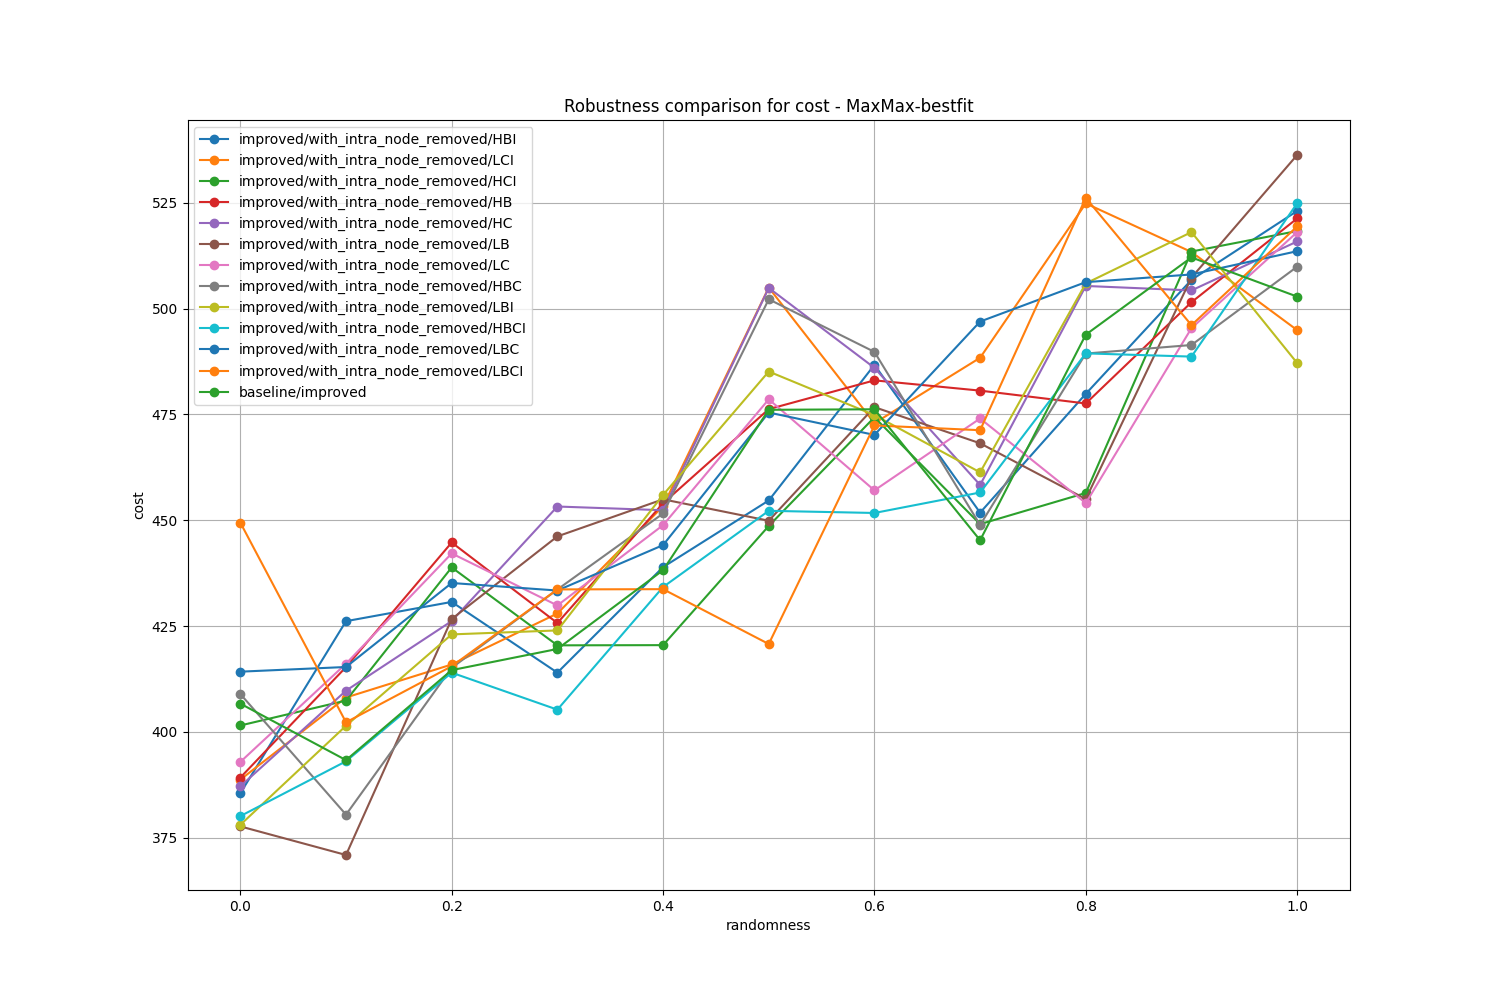 Robustness comparison for cost - MaxMax-bestfit
improved/with_intra_node_removed/HBI
improved/with_intra_node_removed/LCI
improved/with_intra_node_removed/HCI
improved/with_intra_node_removed/HB
improved/with_intra_node_removed/HC
improved/with_intra_node_removed/LB
improved/with_intra_node_removed/LC
improved/with_intra_node_removed/HBC
improved/with_intra_node_removed/LBI
improved/with_intra_node_removed/HBCI
improved/with_intra_node_removed/LBC
improved/with_intra_node_removed/LBCI
baseline/improved
525
500
475
450
425
400
375
cost
0.0 0.2 0.4 0.6 0.8 1.0
randomness